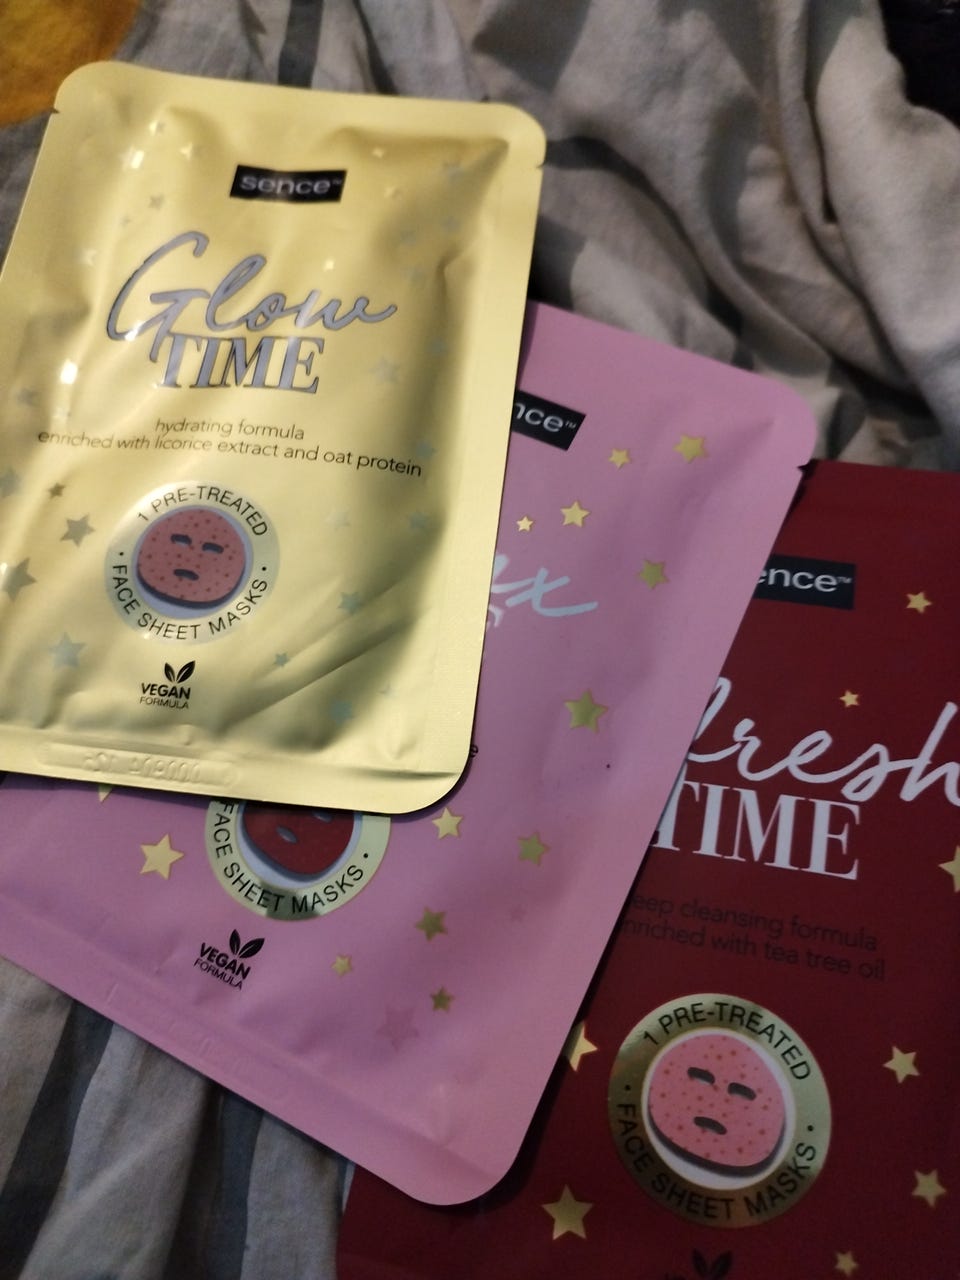 sence™
Glow
TIME
hydrating formula
enriched with licorice extract and oat protein
1 PRE-TREATED
• FACE SHEET MASKS •
VEGAN
FORMULA
nce™
ax
FACE SHEET MASKS •
VEGAN
FORMULA
ence™
fresh
TIME
eep cleansing formula
nriched with tea tree oil
1 PRE-TREATED
• FACE SHEET MASKS •